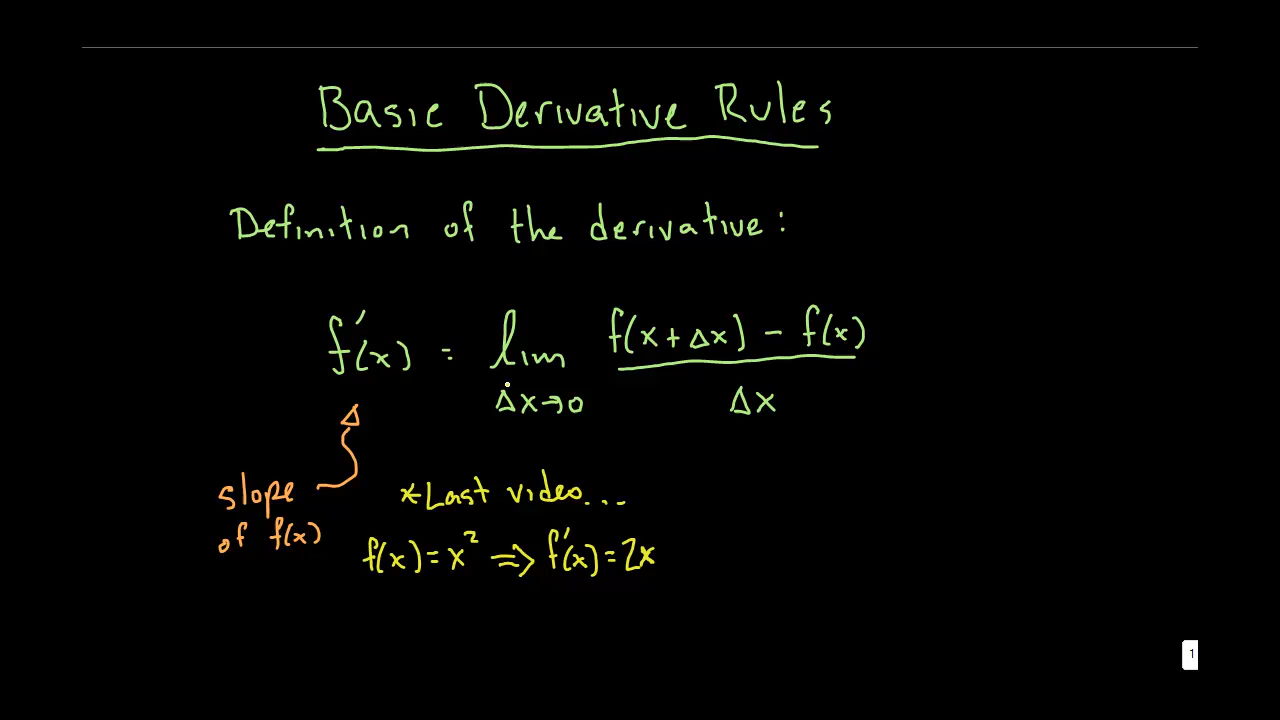 Basic Derivative Rules
Definition of the derivative:
f'(x) = lim f(x+Δx) - f(x)
Δx→0 Δx
slope
of f(x)
*Last video...
f(x)=x² ⇒ f'(x)=2x
1